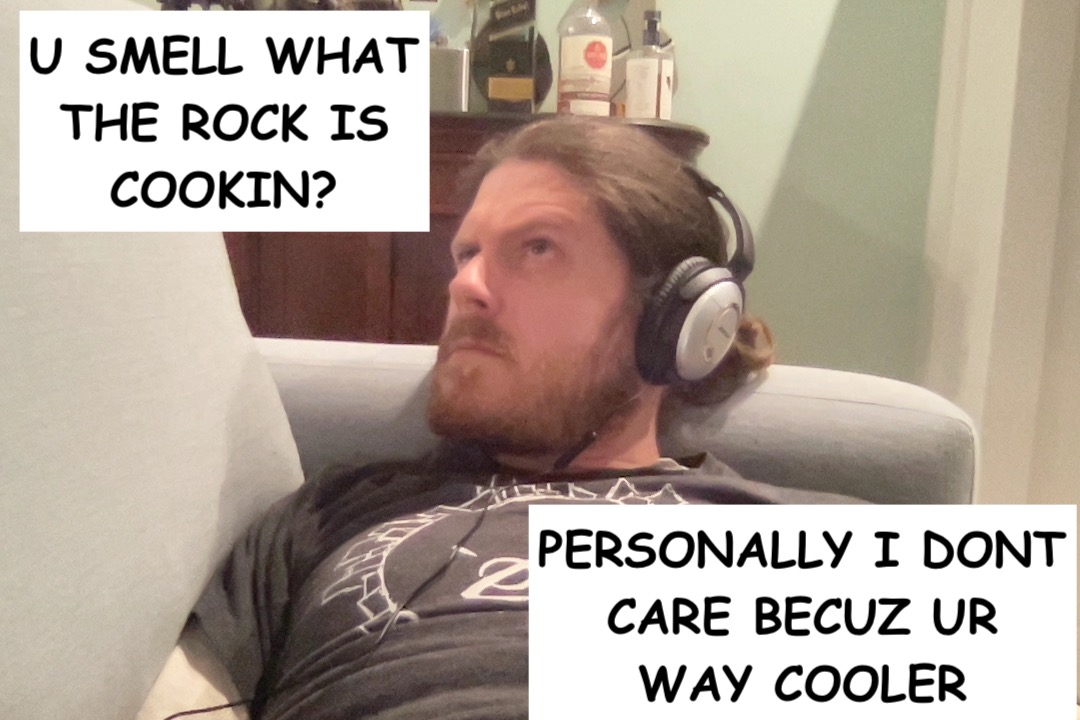 U SMELL WHAT
THE ROCK IS
COOKIN?
PERSONALLY I DONT
CARE BECUZ UR
WAY COOLER